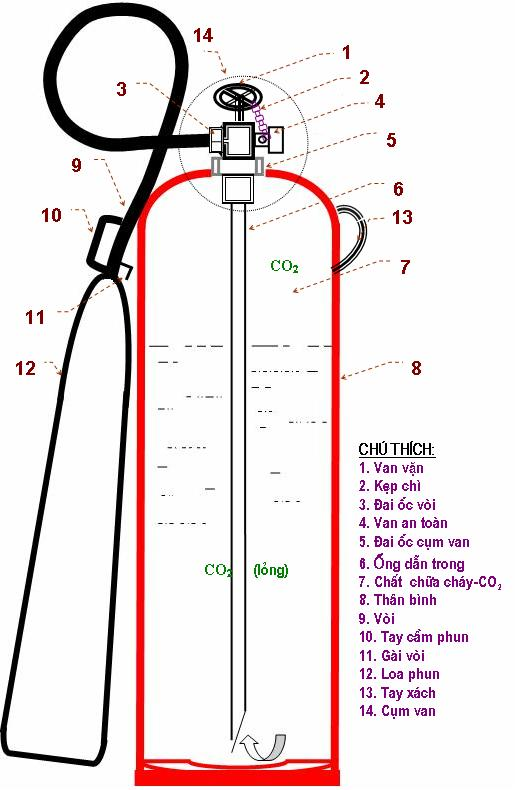 14
1
2
3
4
5
9
6
10
13
CO₂
7
11
12
8
CHÚ THÍCH:
1. Van vặn
2. Kẹp chì
3. Đai ốc vòi
4. Van an toàn
5. Đai ốc cụm van
6. Ống dẫn trong
7. Chất chữa cháy-CO₂
8. Thân bình
9. Vòi
10. Tay cầm phun
11. Gài vòi
12. Loa phun
13. Tay xách
14. Cụm van
CO₂ (lỏng)